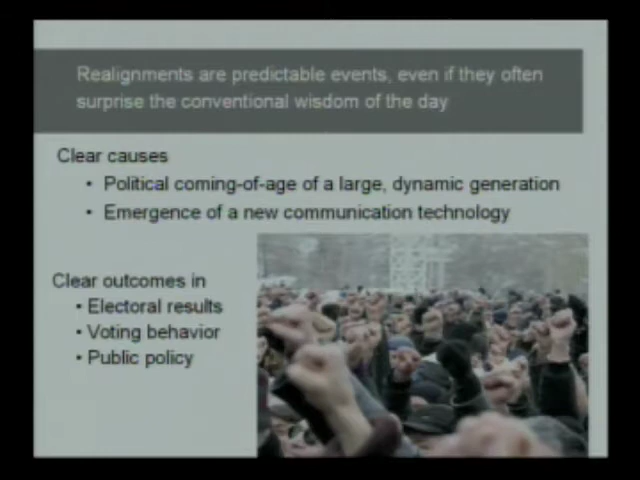 Realignments are predictable events, even if they often
surprise the conventional wisdom of the day
Clear causes
• Political coming-of-age of a large, dynamic generation
• Emergence of a new communication technology
Clear outcomes in
• Electoral results
• Voting behavior
• Public policy